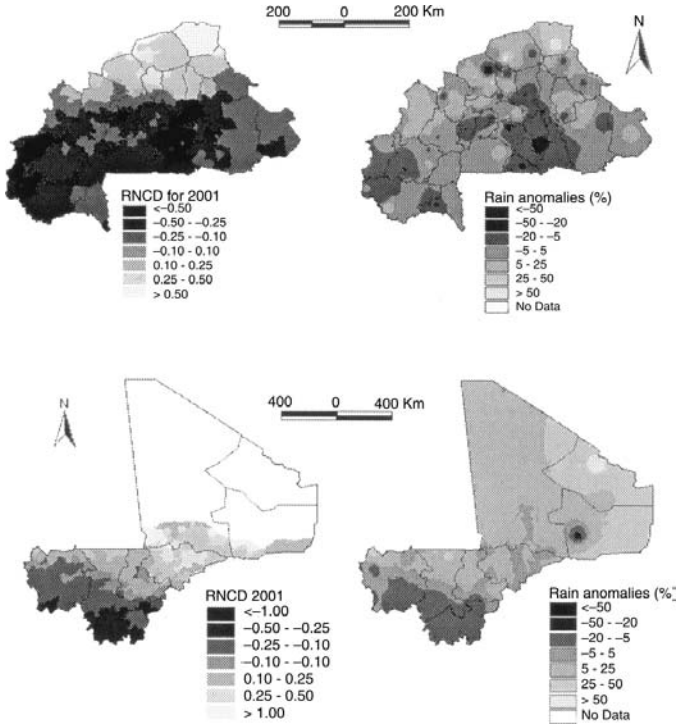 200 0 200 Km
N
RNCD for 2001
<−0.50
−0.50 - −0.25
−0.25 - −0.10
−0.10 - 0.10
0.10 - 0.25
0.25 - 0.50
> 0.50
Rain anomalies (%)
<−50
−50 - −20
−20 - −5
−5 - 5
5 - 25
25 - 50
> 50
No Data
N
400 0 400 Km
RNCD 2001
<−1.00
−0.50 - −0.25
−0.25 - −0.10
−0.10 - −0.10
0.10 - 0.25
0.25 - 0.50
> 1.00
Rain anomalies (%)
<−50
−50 - −20
−20 - −5
−5 - 5
5 - 25
25 - 50
> 50
No Data